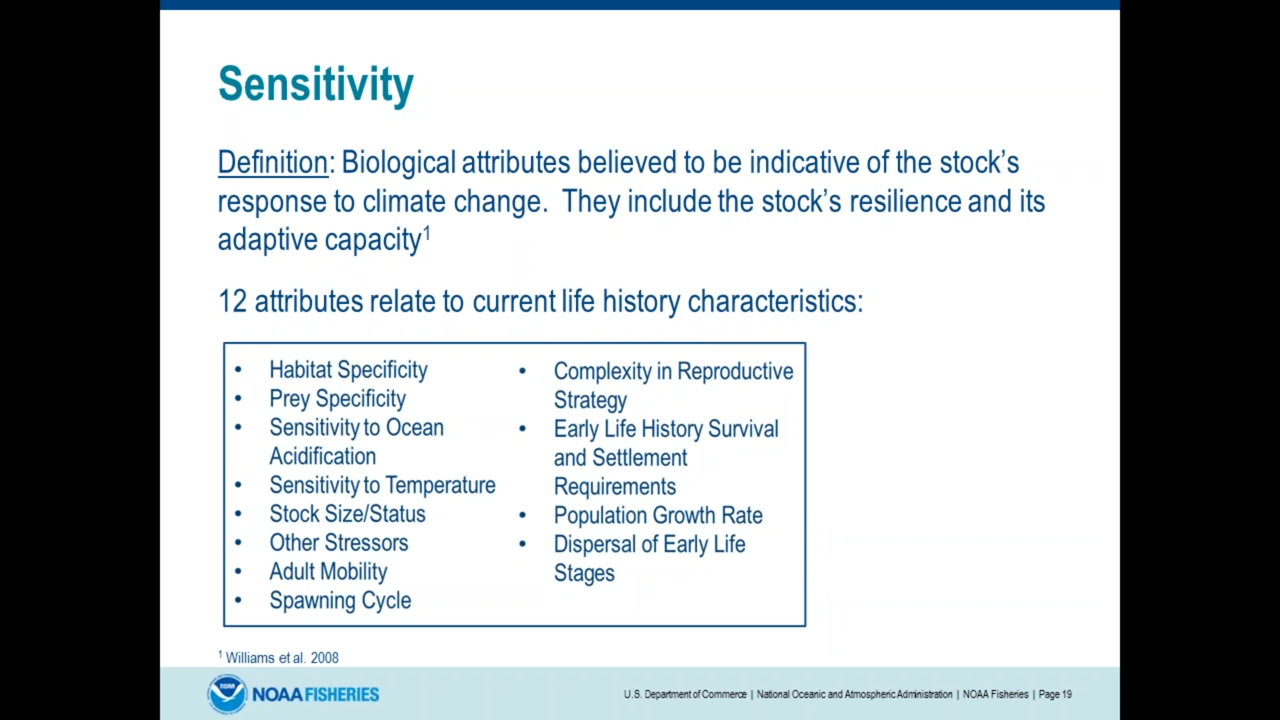 Sensitivity
Definition: Biological attributes believed to be indicative of the stock's
response to climate change. They include the stock's resilience and its
adaptive capacity1
12 attributes relate to current life history characteristics:
• Habitat Specificity
• Prey Specificity
• Sensitivity to Ocean
Acidification
• Sensitivity to Temperature
• Stock Size/Status
• Other Stressors
• Adult Mobility
• Spawning Cycle
• Complexity in Reproductive
Strategy
• Early Life History Survival
and Settlement
Requirements
• Population Growth Rate
• Dispersal of Early Life
Stages
1 Williams et al. 2008
NOAA
NOAA FISHERIES
U.S. Department of Commerce | National Oceanic and Atmospheric Administration | NOAA Fisheries | Page 19